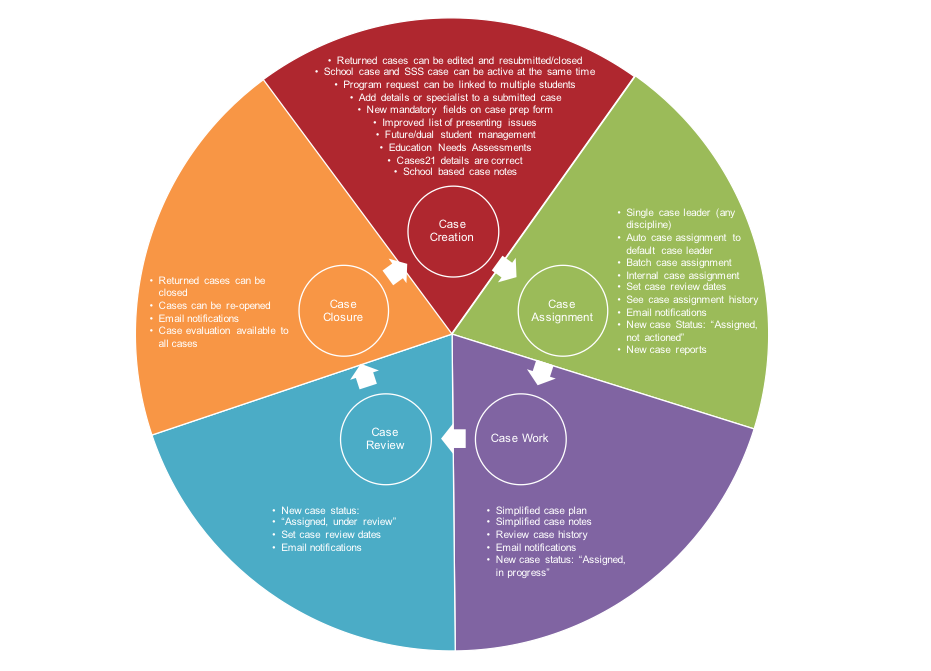 • Returned cases can be edited and resubmitted/closed
• School case and SSS case can be active at the same time
• Program request can be linked to multiple students
• Add details or specialist to a submitted case
• New mandatory fields on case prep form
• Improved list of presenting issues
• Future/dual student management
• Education Needs Assessments
• Cases21 details are correct
• School based case notes
Case
Creation
• Single case leader (any
discipline)
• Auto case assignment to
default case leader
• Batch case assignment
• Internal case assignment
• Set case review dates
• See case assignment history
• Email notifications
• New case Status: “Assigned,
not actioned”
• New case reports
Case
Assignment
Case Work
• Simplified case plan
• Simplified case notes
• Review case history
• Email notifications
• New case status: “Assigned,
in progress”
Case
Review
• New case status:
• “Assigned, under review”
• Set case review dates
• Email notifications
Case
Closure
• Returned cases can be
closed
• Cases can be re-opened
• Email notifications
• Case evaluation available to
all cases